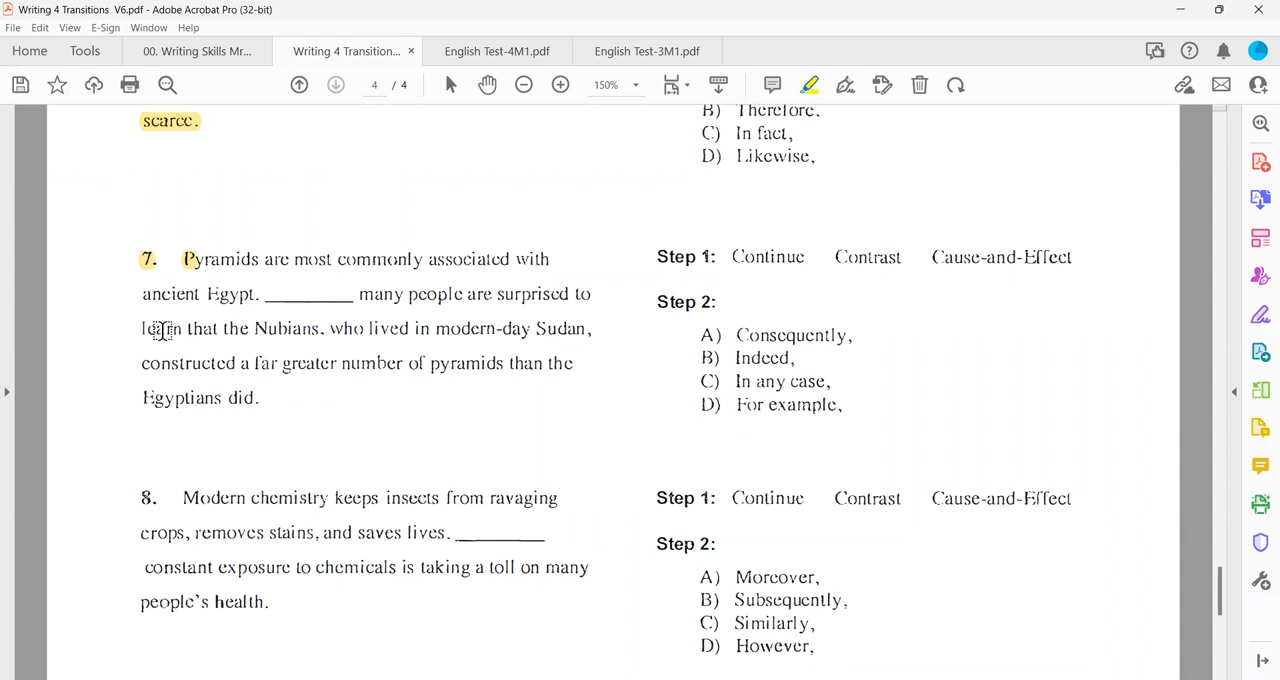 Writing 4 Transitions V6.pdf - Adobe Acrobat Pro (32-bit)
File Edit View E-Sign Window Help
Home Tools 00. Writing Skills Mr... Writing 4 Transition... × English Test-4M1.pdf English Test-3M1.pdf
4 / 4 150%
scarce.
B) Therefore,
C) In fact,
D) Likewise,
7. Pyramids are most commonly associated with
ancient Egypt. __________ many people are surprised to
learn that the Nubians, who lived in modern-day Sudan,
constructed a far greater number of pyramids than the
Egyptians did.
Step 1: Continue Contrast Cause-and-Effect
Step 2:
A) Consequently,
B) Indeed,
C) In any case,
D) For example,
8. Modern chemistry keeps insects from ravaging
crops, removes stains, and saves lives. __________
constant exposure to chemicals is taking a toll on many
people's health.
Step 1: Continue Contrast Cause-and-Effect
Step 2:
A) Moreover,
B) Subsequently,
C) Similarly,
D) However,